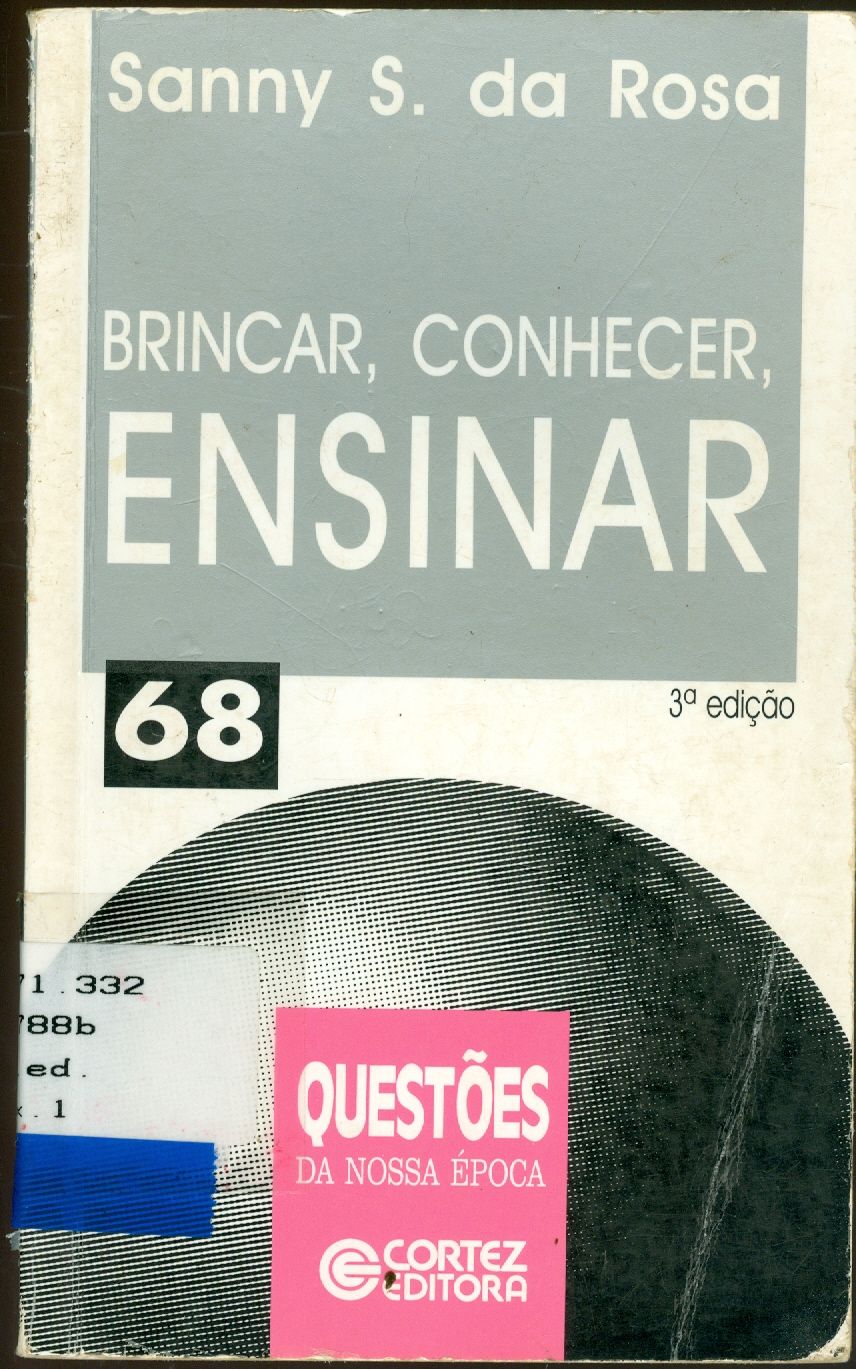 Sanny S. da Rosa
BRINCAR, CONHECER,
ENSINAR
68
3ª edição
71.332
788b
.ed.
x.1
QUESTÕES
DA NOSSA ÉPOCA
CORTEZ
EDITORA